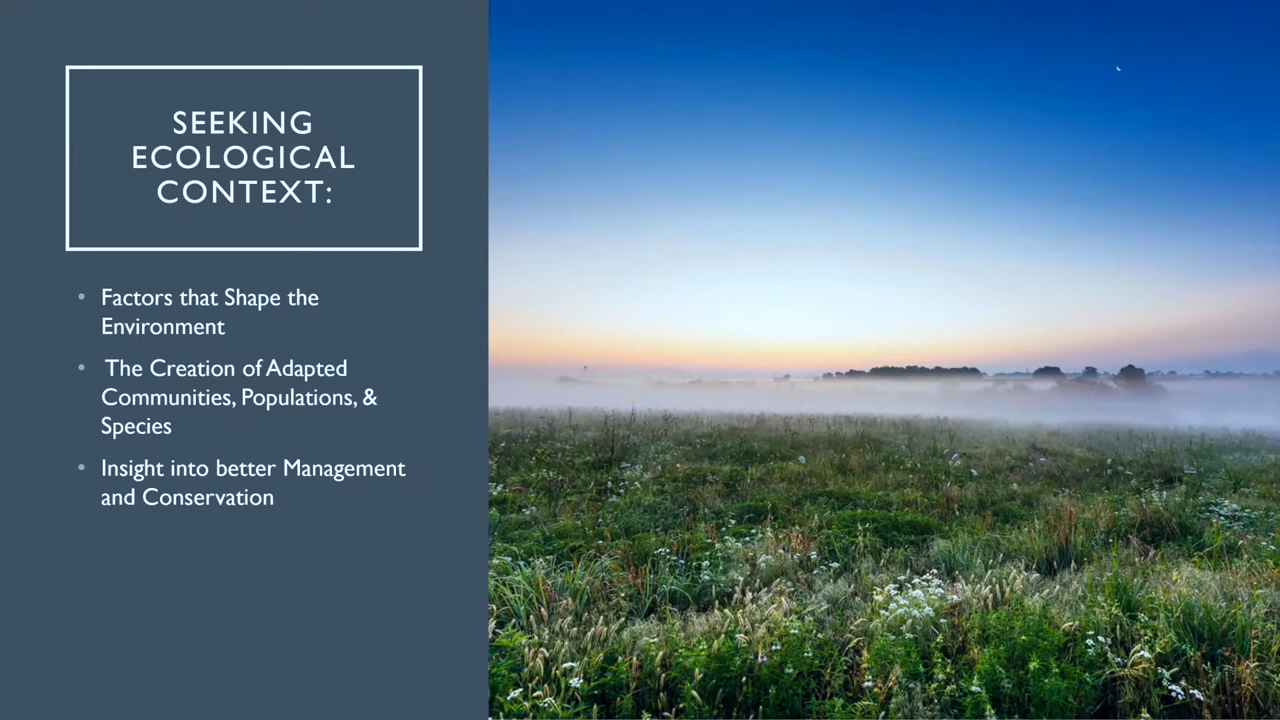 SEEKING
ECOLOGICAL
CONTEXT:
• Factors that Shape the
Environment
• The Creation of Adapted
Communities, Populations, &
Species
• Insight into better Management
and Conservation